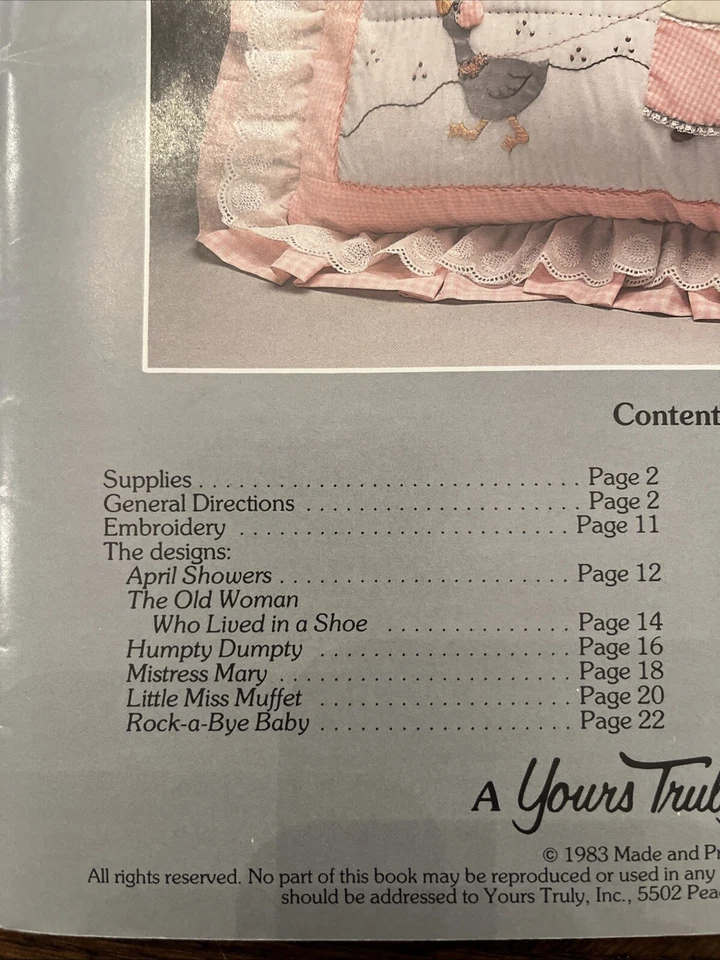 Content
Supplies . . . . . . . . . . . . . . . . . . . . . . . . . . . . . . Page 2
General Directions . . . . . . . . . . . . . . . . . . . . . Page 2
Embroidery . . . . . . . . . . . . . . . . . . . . . . . . . . Page 11
The designs:
April Showers . . . . . . . . . . . . . . . . . . . . . . . Page 12
The Old Woman
Who Lived in a Shoe . . . . . . . . . . . . . . . Page 14
Humpty Dumpty . . . . . . . . . . . . . . . . . . . . Page 16
Mistress Mary . . . . . . . . . . . . . . . . . . . . . . . Page 18
Little Miss Muffet . . . . . . . . . . . . . . . . . . . . Page 20
Rock-a-Bye Baby . . . . . . . . . . . . . . . . . . . . Page 22
A Yours Truly
© 1983 Made and Pr
All rights reserved. No part of this book may be reproduced or used in any
should be addressed to Yours Truly, Inc., 5502 Pea